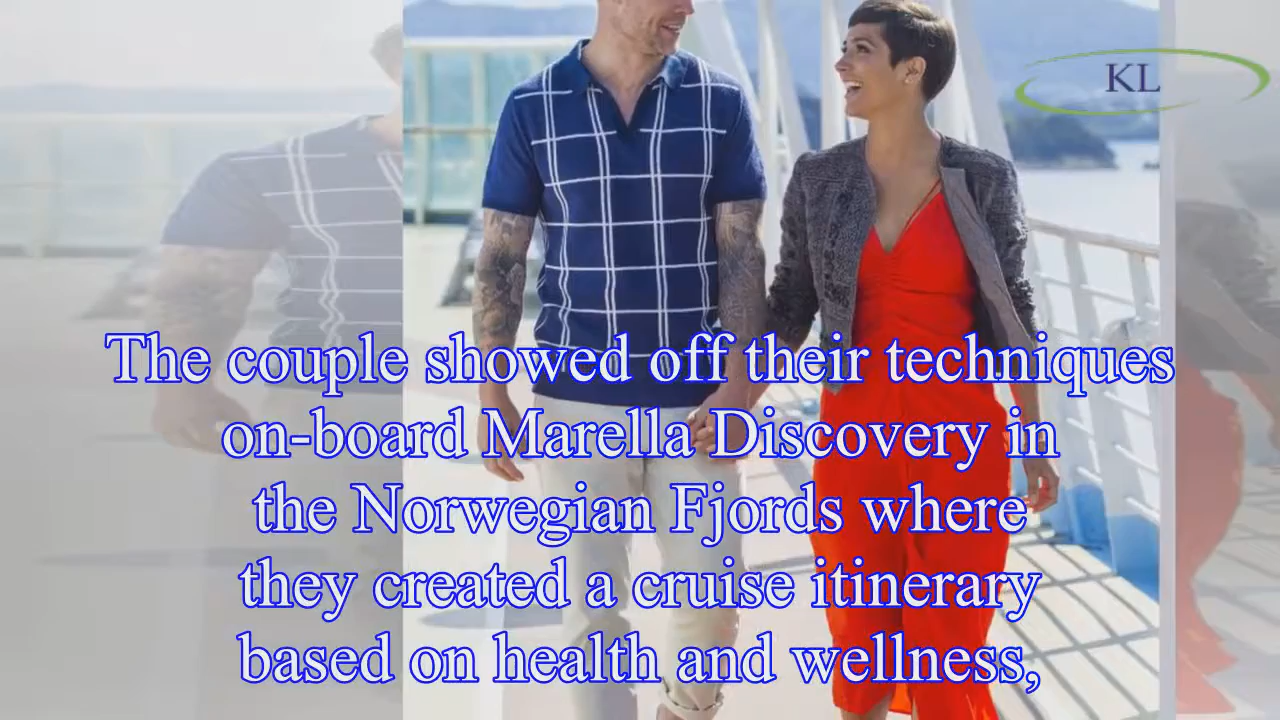 KL
The couple showed off their techniques
on-board Marella Discovery in
the Norwegian Fjords where
they created a cruise itinerary
based on health and wellness,